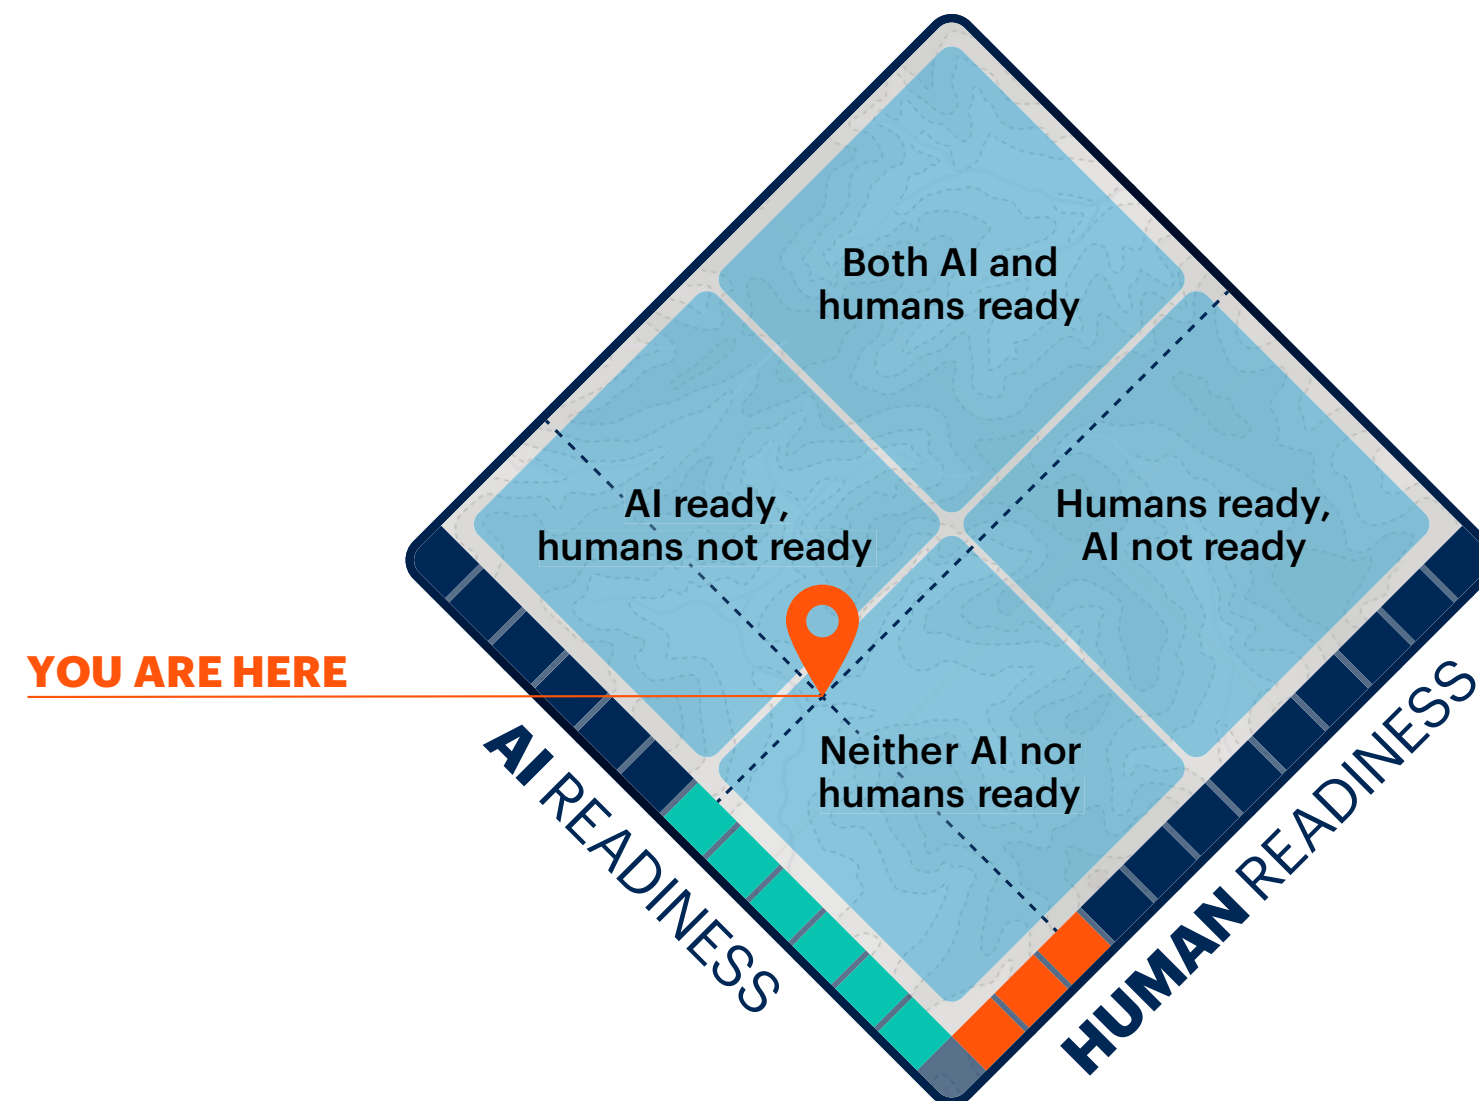 Both AI and
humans ready
AI ready,
humans not ready
Humans ready,
AI not ready
YOU ARE HERE
Neither AI nor
humans ready
AI READINESS
HUMAN READINESS